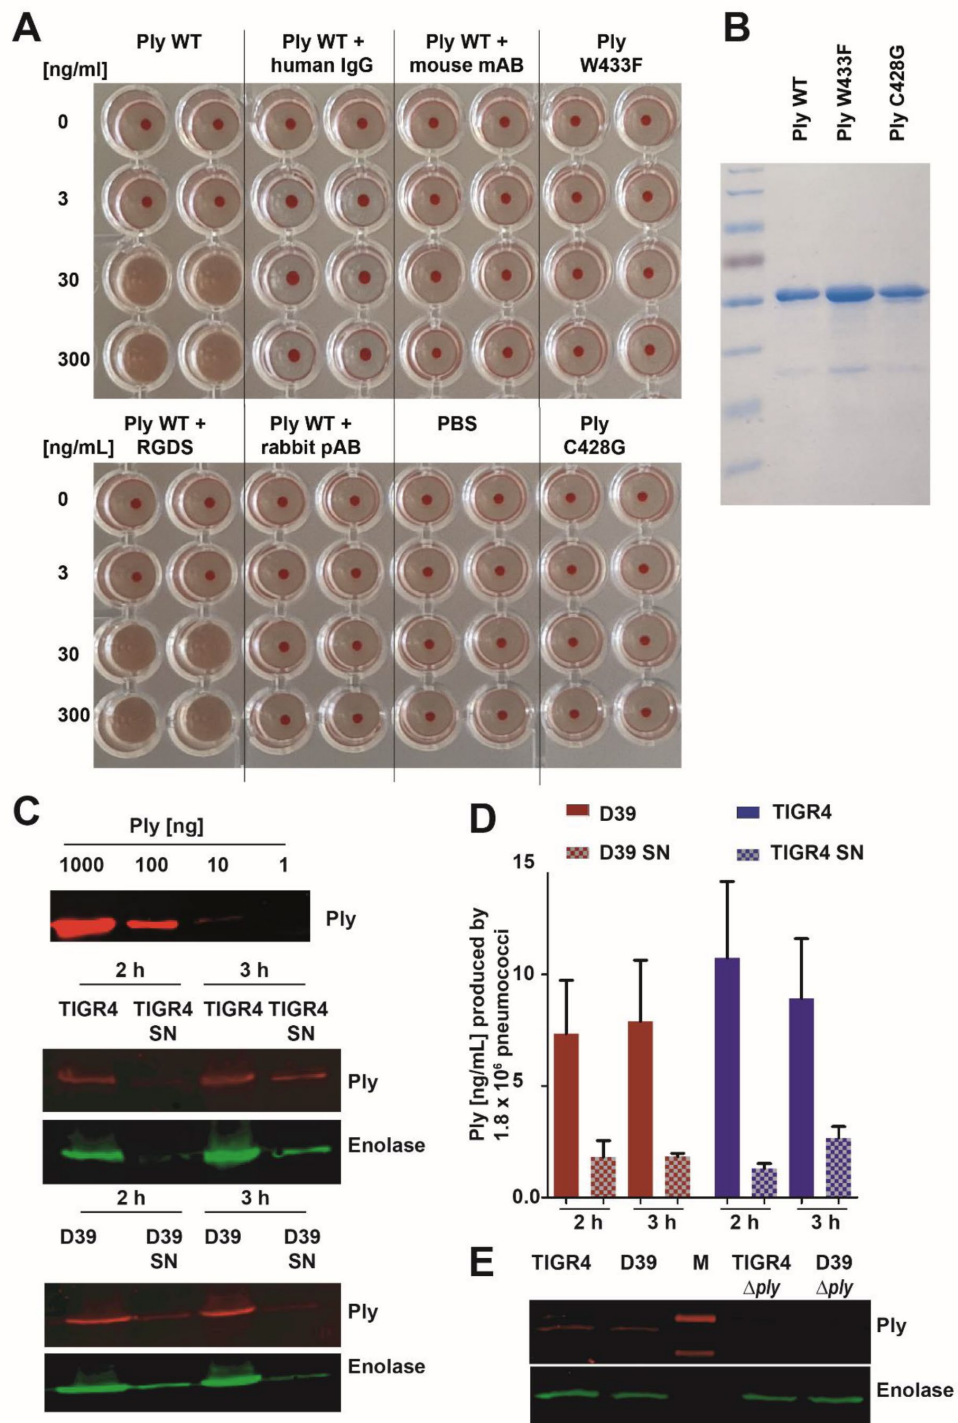 A
Ply WT
Ply WT +
human IgG
Ply WT +
mouse mAB
Ply
W433F
[ng/ml]
0
3
30
300
Ply WT +
RGDS
Ply WT +
rabbit pAB
PBS
Ply
C428G
[ng/mL]
0
3
30
300
B
Ply WT
Ply W433F
Ply C428G
C
Ply [ng]
1000 100 10 1
Ply
2 h 3 h
TIGR4 TIGR4 SN TIGR4 TIGR4 SN
Ply
Enolase
2 h 3 h
D39 D39 SN D39 D39 SN
Ply
Enolase
D
D39 TIGR4
D39 SN TIGR4 SN
Ply [ng/mL] produced by
1.8 x 10⁶ pneumococci
15
10
5
0.0
2 h 3 h 2 h 3 h
E
TIGR4 D39 M TIGR4 Δply D39 Δply
Ply
Enolase